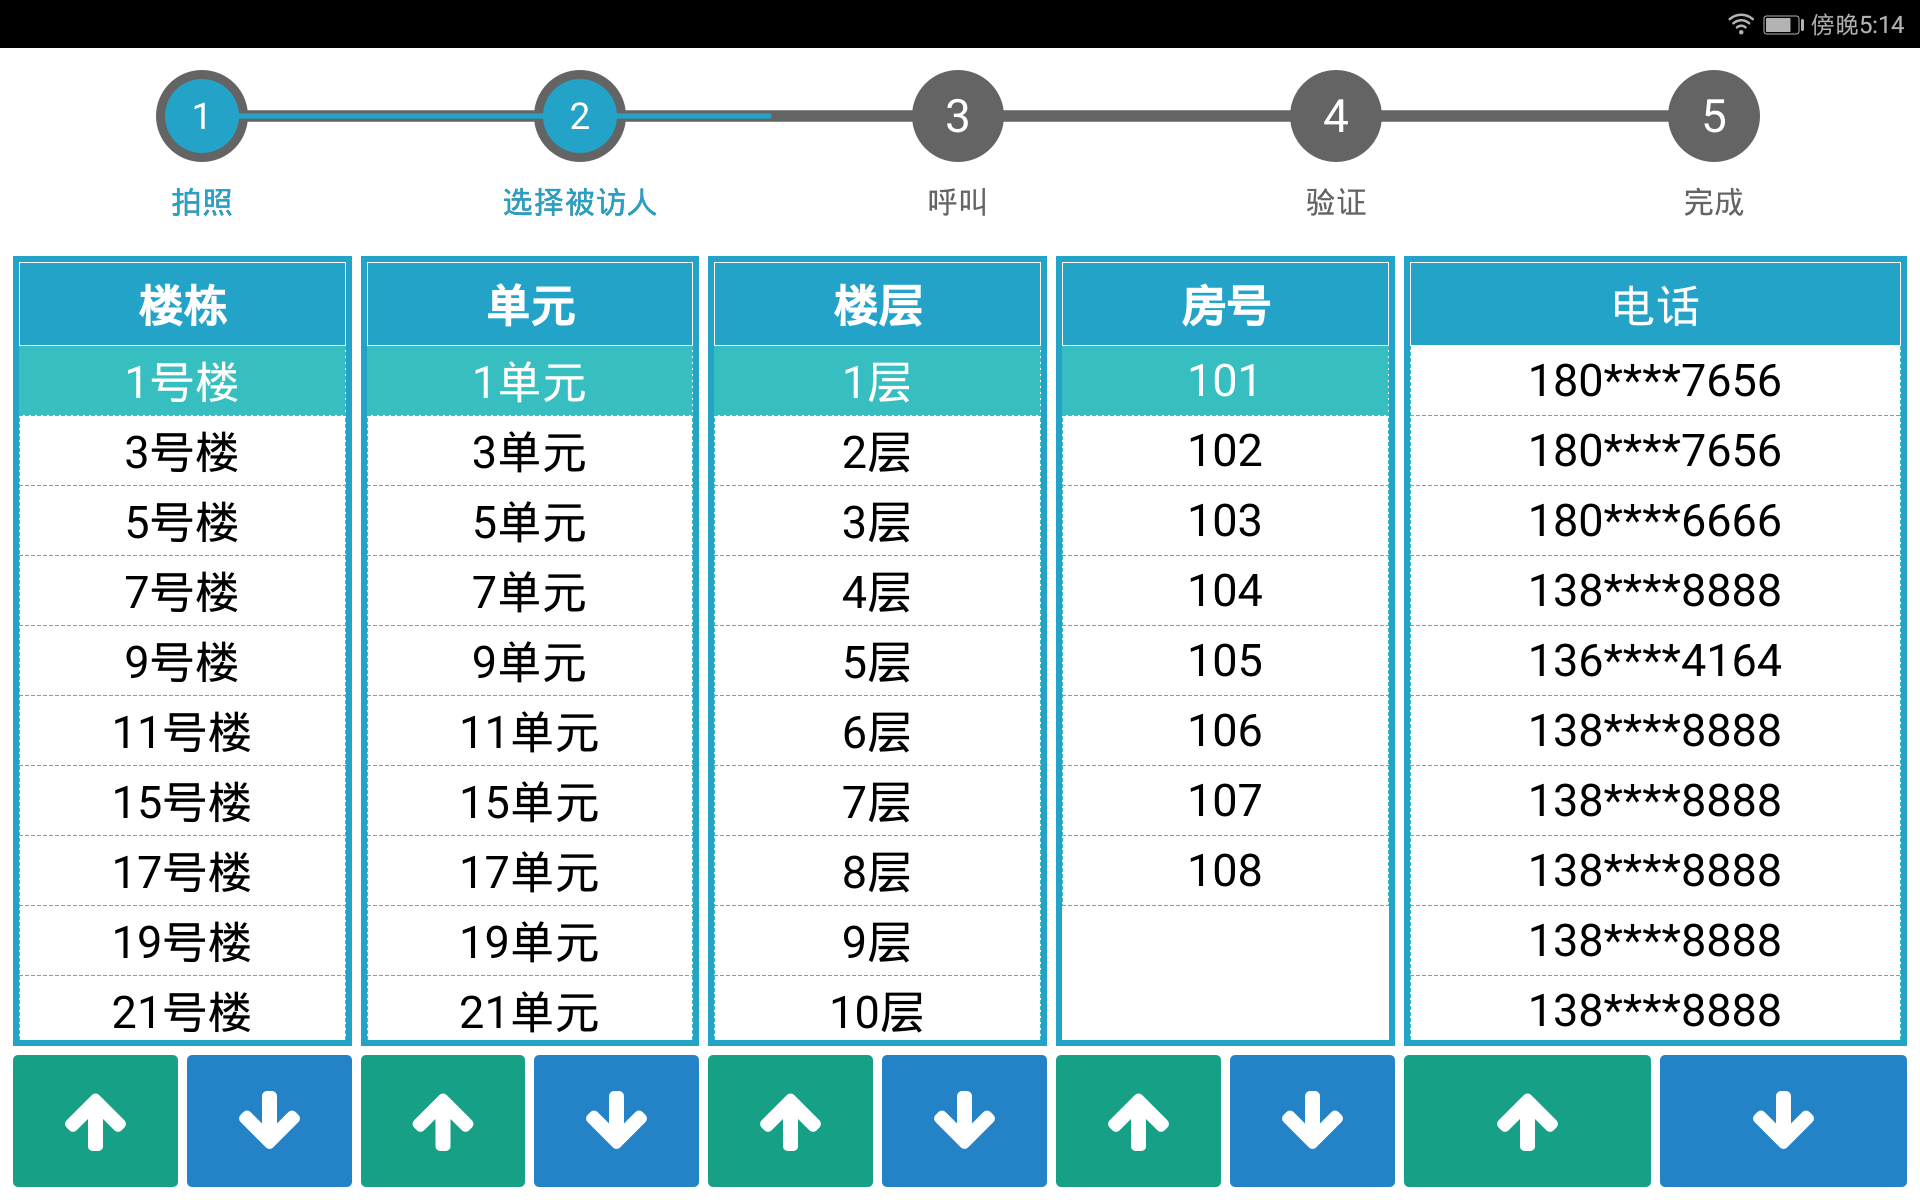 傍晚5:14
1 2 3 4 5
拍照 选择被访人 呼叫 验证 完成
楼栋 单元 楼层 房号 电话
1号楼 1单元 1层 101 180****7656
3号楼 3单元 2层 102 180****7656
5号楼 5单元 3层 103 180****6666
7号楼 7单元 4层 104 138****8888
9号楼 9单元 5层 105 136****4164
11号楼 11单元 6层 106 138****8888
15号楼 15单元 7层 107 138****8888
17号楼 17单元 8层 108 138****8888
19号楼 19单元 9层 138****8888
21号楼 21单元 10层 138****8888